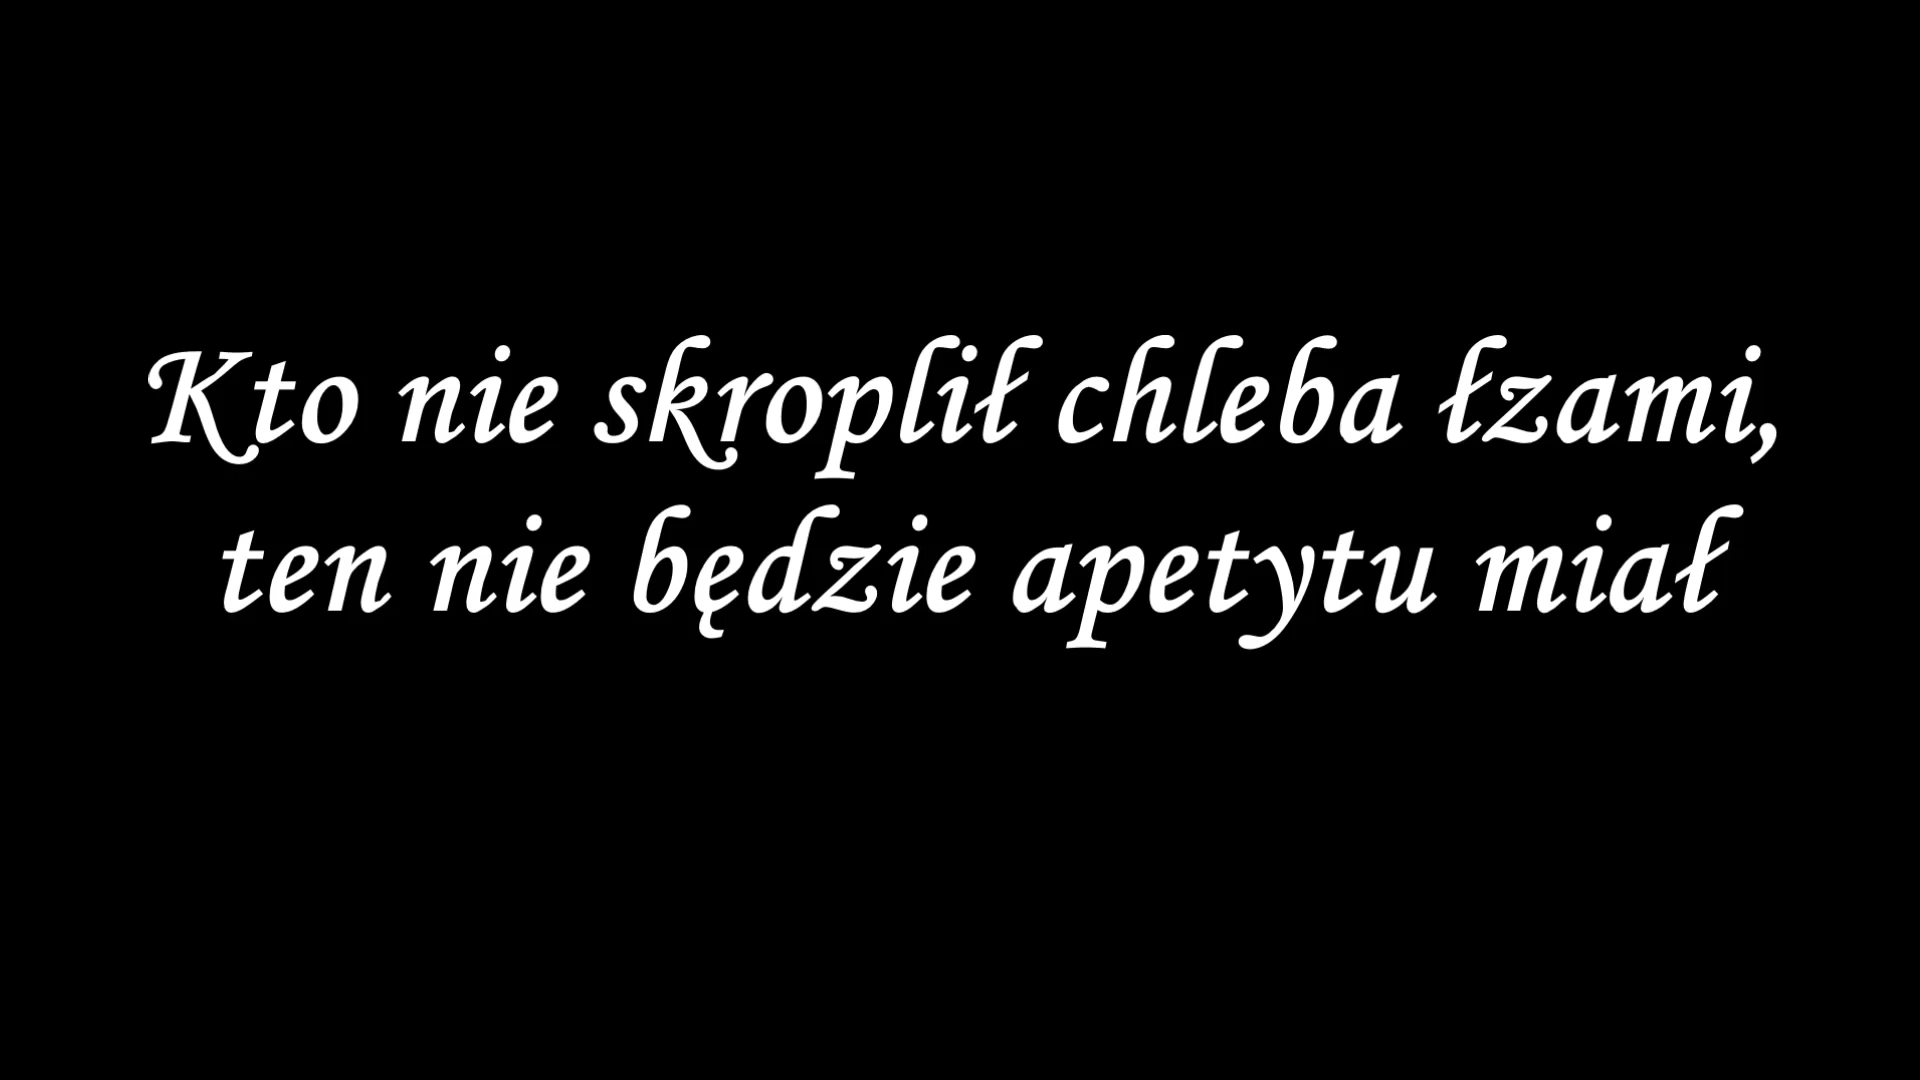 Kto nie skroplił chleba łzami,
ten nie będzie apetytu miał